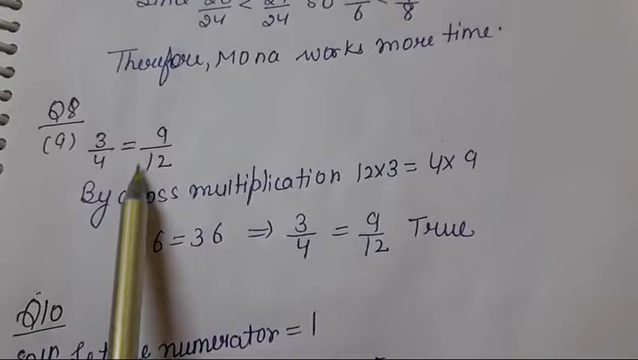 Therefore, Mona works more time.
Q8
(a) 3/4 = 9/12
By cross multiplication 12×3 = 4×9
6 = 36 ⇒ 3/4 = 9/12 True
Q10
numerator = 1